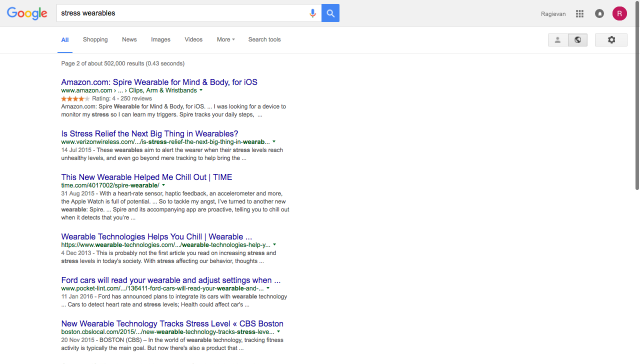 Google
stress wearables
Ragiavan
R
All Shopping News Images Videos More Search tools
Page 2 of about 502,000 results (0.43 seconds)
Amazon.com: Spire Wearable for Mind & Body, for iOS
www.amazon.com › ... › Clips, Arm & Wristbands
Rating: 4 - 250 reviews
Amazon.com: Spire Wearable for Mind & Body, for iOS. ... I was looking for a device to
monitor my stress so I can learn my triggers, Spire tracks your daily steps, ...
Is Stress Relief the Next Big Thing in Wearables?
www.verizonwireless.com/.../is-stress-relief-the-next-big-thing-in-wearab...
14 Jul 2015 - These wearables aim to alert the wearer when their stress levels reach
unhealthy levels, and even go beyond mere tracking to help bring the ...
This New Wearable Helped Me Chill Out | TIME
time.com/4017002/spire-wearable/
31 Aug 2015 - With a heart-rate sensor, haptic feedback, an accelerometer and more,
the Apple Watch is full of potential. ... So to tackle my angst, I've turned to another new
wearable: Spire, ... Spire and its accompanying app are proactive, telling you to chill out
when it detects that you're ...
Wearable Technologies Helps You Chill | Wearable ...
https://www.wearable-technologies.com/.../wearable-technologies-help-y...
4 Dec 2013 - This is probably not the first article you read on increasing stress and
stress levels in today's society. With stress affecting our behavior, thoughts ...
Ford cars will read your wearable and adjust settings when ...
www.pocket-lint.com/.../136411-ford-cars-will-read-your-wearable-and-...
11 Jan 2016 - Ford has announced plans to integrate its cars with wearable technology
... Cars to detect heart rate and stress levels; Health could affect car's ...
New Wearable Technology Tracks Stress Level « CBS Boston
boston.cbslocal.com/2015/.../new-wearable-technology-tracks-stress-leve...
20 Nov 2015 - BOSTON (CBS) – In the world of wearable technology, tracking fitness
activity is typically the main goal. But now there's also a product that ...